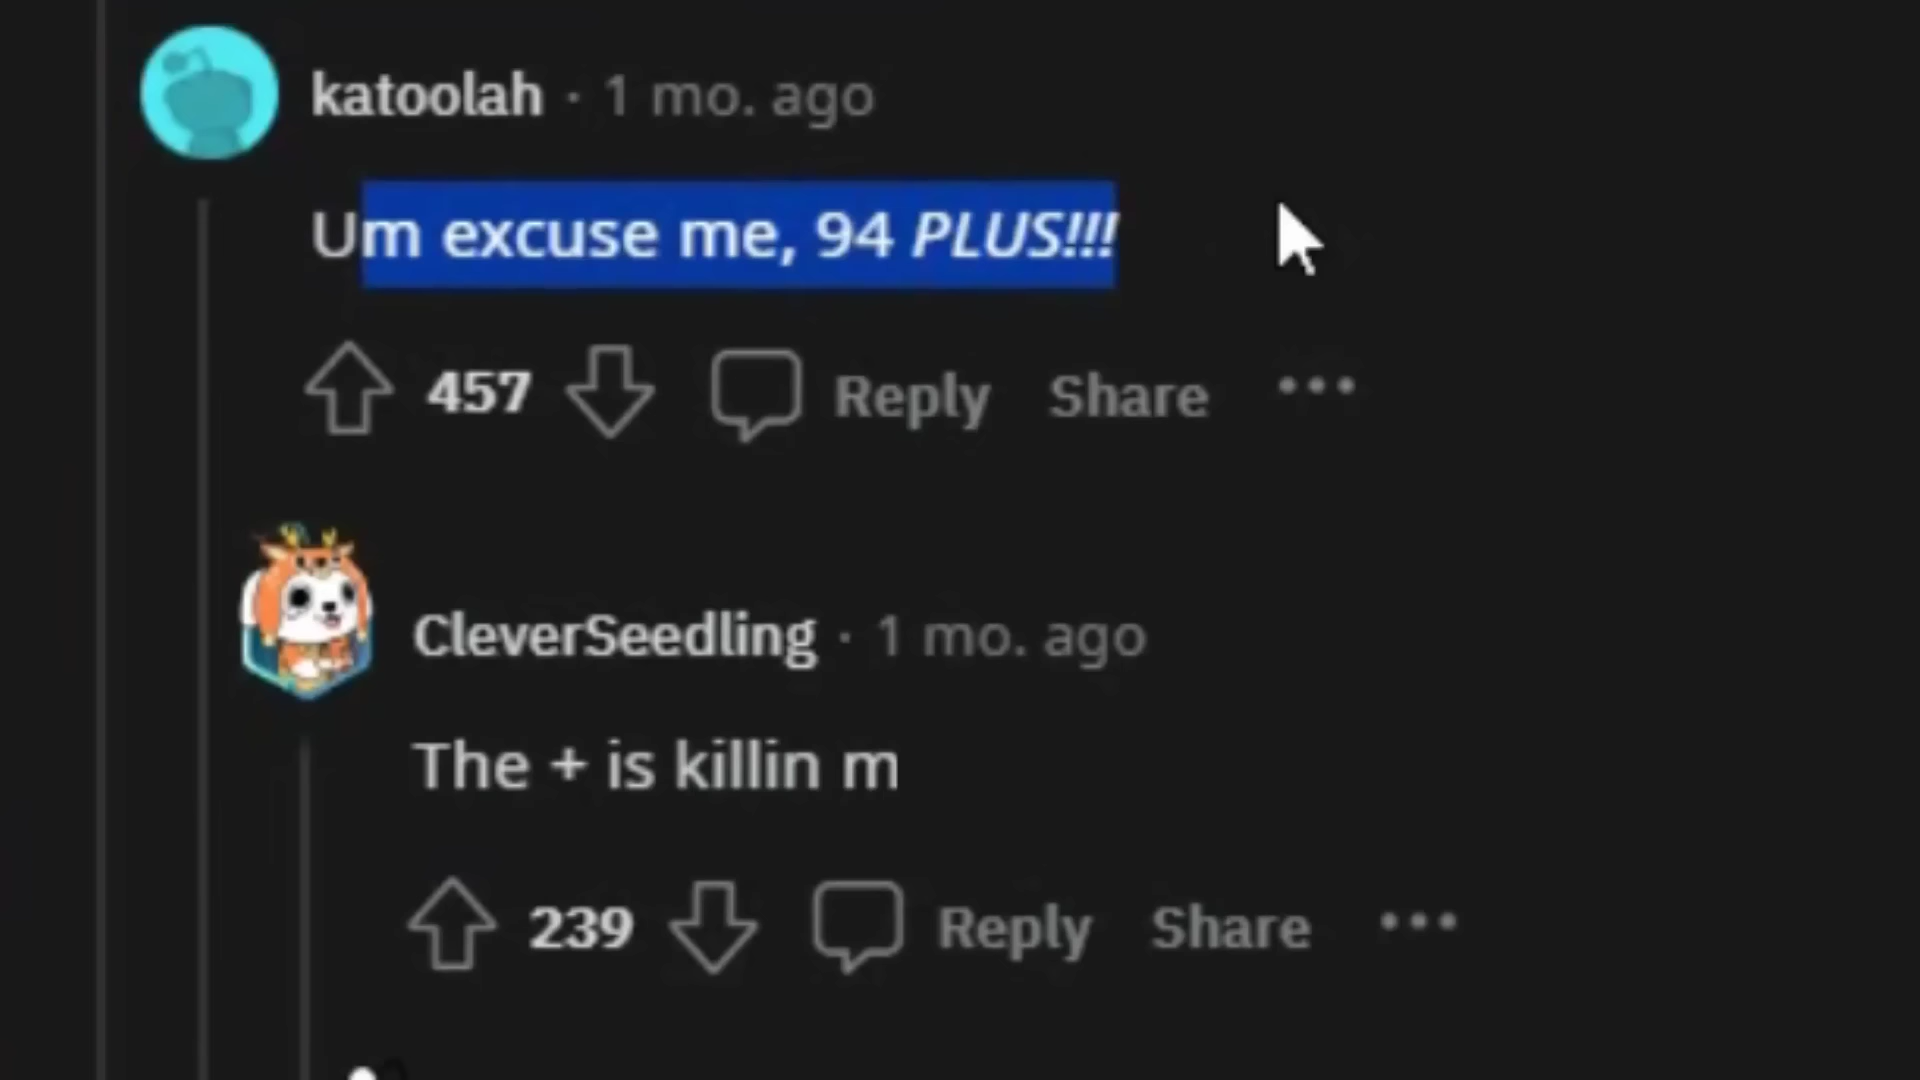 katoolah · 1 mo. ago
Um excuse me, 94 PLUS!!!
457 Reply Share ···
CleverSeedling · 1 mo. ago
The + is killin m
239 Reply Share ···